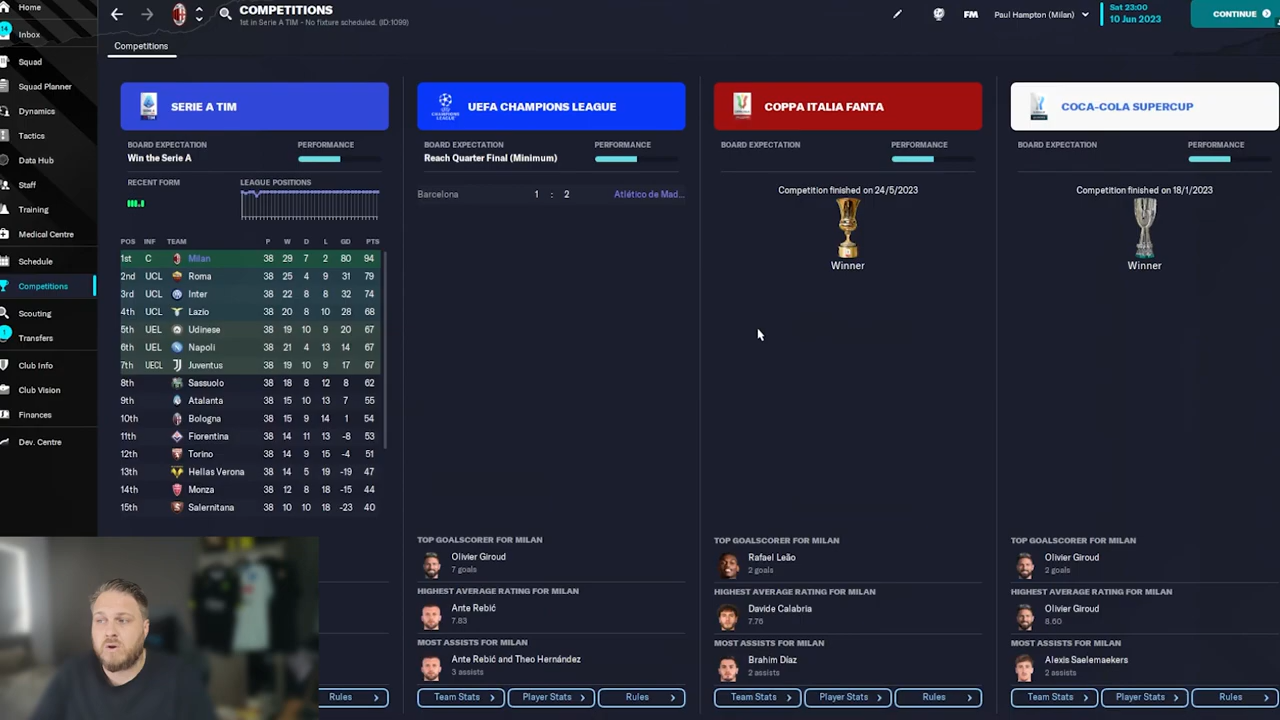 Home
COMPETITIONS
1st in Serie A TIM - No fixture scheduled. (ID:1099)
FM
Paul Hampton (Milan)
Sat 23:00
10 Jun 2023
CONTINUE
14
Inbox
Squad
Squad Planner
Dynamics
Tactics
Data Hub
Staff
Training
Medical Centre
Schedule
Competitions
Scouting
1
Transfers
Club Info
Club Vision
Finances
Dev. Centre
Competitions
SERIE A TIM
BOARD EXPECTATION PERFORMANCE
Win the Serie A
RECENT FORM LEAGUE POSITIONS
POS INF TEAM P W D L GD PTS
1st C Milan 38 29 7 2 80 94
2nd UCL Roma 38 25 4 9 31 79
3rd UCL Inter 38 22 8 8 32 74
4th UCL Lazio 38 20 8 10 28 68
5th UEL Udinese 38 19 10 9 20 67
6th UEL Napoli 38 21 4 13 14 67
7th UECL Juventus 38 19 10 9 17 67
8th Sassuolo 38 18 8 12 8 62
9th Atalanta 38 15 10 13 7 55
10th Bologna 38 15 9 14 1 54
11th Fiorentina 38 14 11 13 -8 53
12th Torino 38 14 9 15 -4 51
13th Hellas Verona 38 14 5 19 -19 47
14th Monza 38 12 8 18 -15 44
15th Salernitana 38 10 10 18 -23 40
Rules
UEFA CHAMPIONS LEAGUE
CHAMPIONS LEAGUE
BOARD EXPECTATION PERFORMANCE
Reach Quarter Final (Minimum)
Barcelona 1 : 2 Atlético de Mad...
TOP GOALSCORER FOR MILAN
Olivier Giroud
7 goals
HIGHEST AVERAGE RATING FOR MILAN
Ante Rebić
7.83
MOST ASSISTS FOR MILAN
Ante Rebić and Theo Hernández
3 assists
Team Stats Player Stats Rules
COPPA ITALIA FANTA
BOARD EXPECTATION PERFORMANCE
Competition finished on 24/5/2023
Winner
TOP GOALSCORER FOR MILAN
Rafael Leão
2 goals
HIGHEST AVERAGE RATING FOR MILAN
Davide Calabria
7.76
MOST ASSISTS FOR MILAN
Brahim Díaz
2 assists
Team Stats Player Stats Rules
COCA-COLA SUPERCUP
BOARD EXPECTATION PERFORMANCE
Competition finished on 18/1/2023
Winner
TOP GOALSCORER FOR MILAN
Olivier Giroud
2 goals
HIGHEST AVERAGE RATING FOR MILAN
Olivier Giroud
8.60
MOST ASSISTS FOR MILAN
Alexis Saelemaekers
2 assists
Team Stats Player Stats Rules